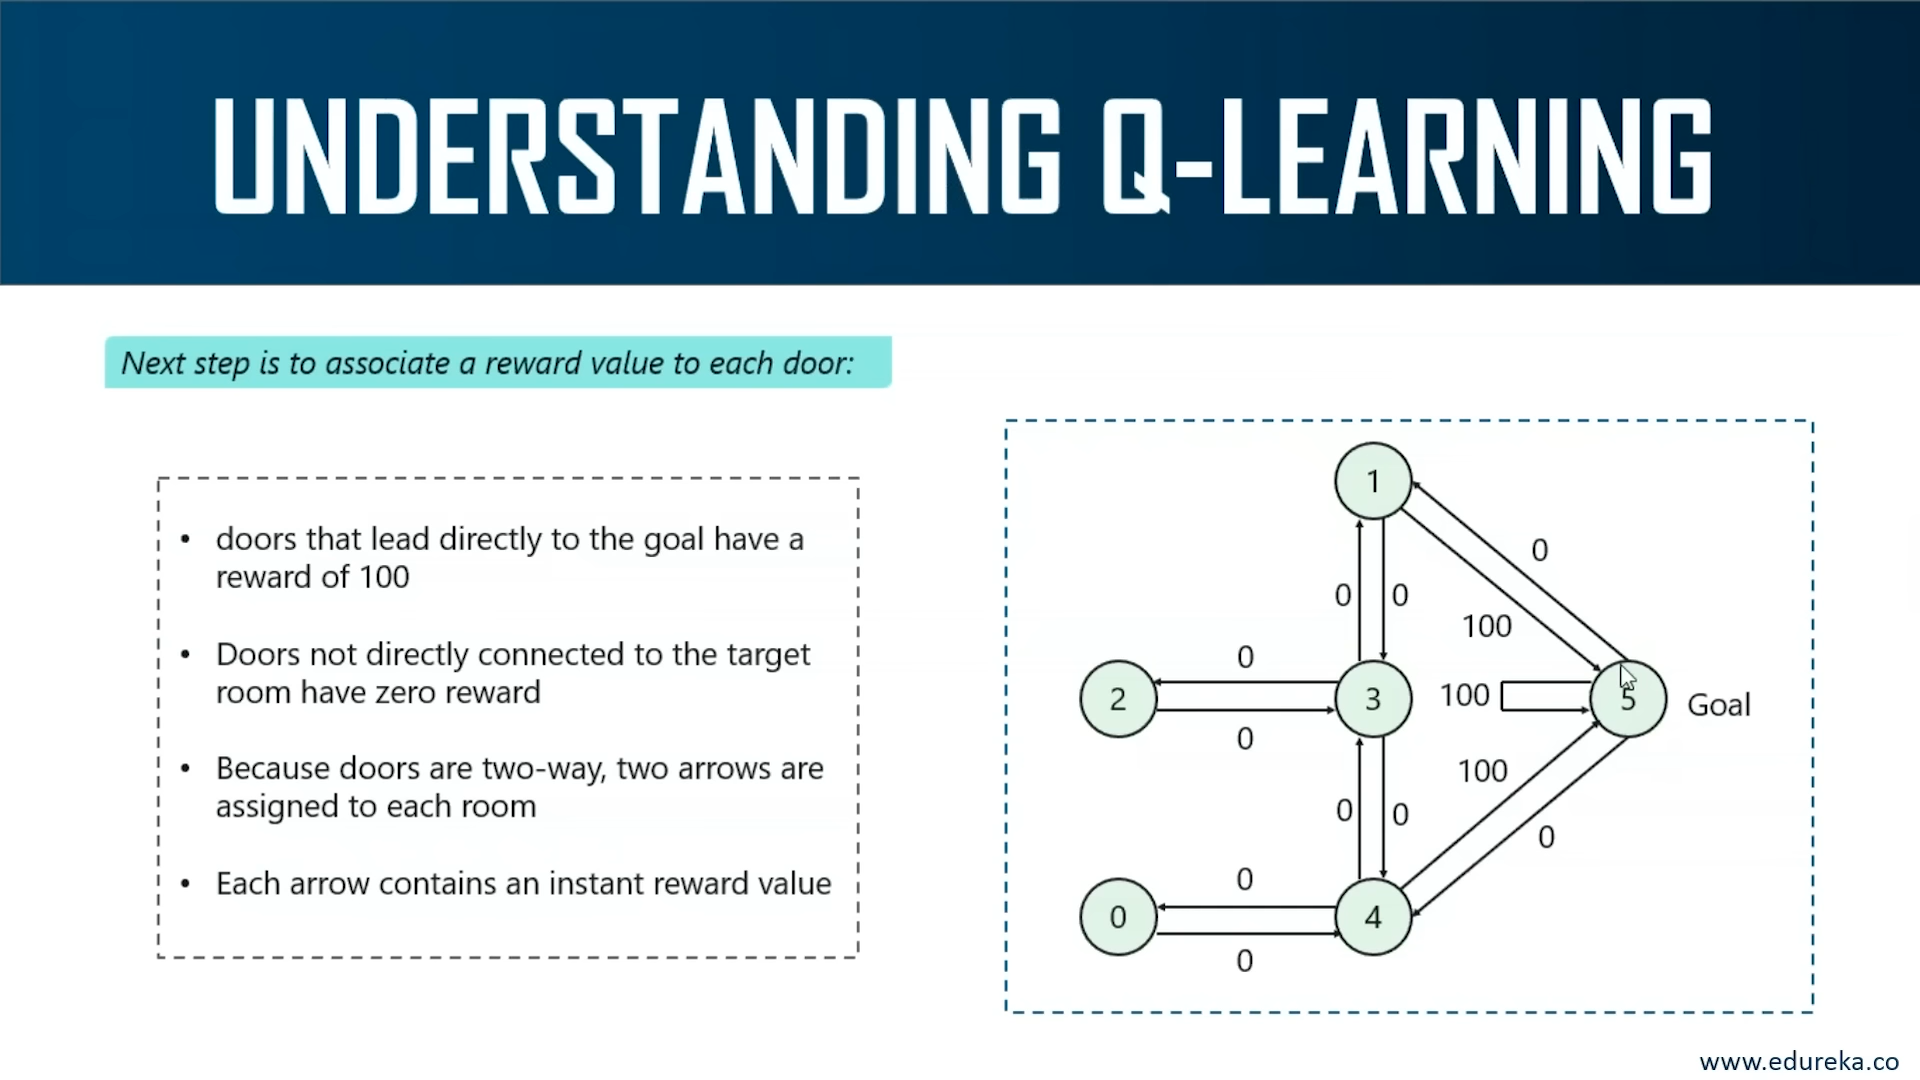 UNDERSTANDING Q-LEARNING
Next step is to associate a reward value to each door:
• doors that lead directly to the goal have a
reward of 100
• Doors not directly connected to the target
room have zero reward
• Because doors are two-way, two arrows are
assigned to each room
• Each arrow contains an instant reward value
1
0
0 0
100
0
2 3 100 5 Goal
0
100
0 0
0
0
0 4
0
www.edureka.co